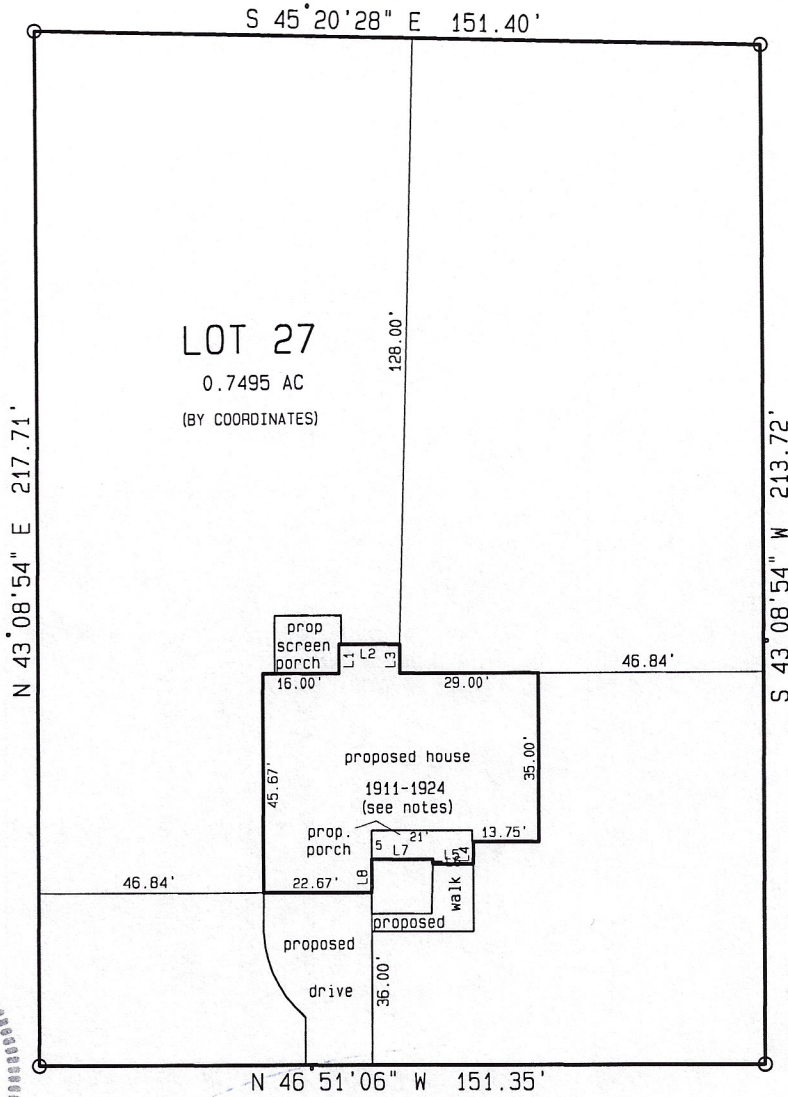 S 45°20'28" E 151.40'
128.00'
LOT 27
0.7495 AC
(BY COORDINATES)
N 43°08'54" E 217.71'
S 43°08'54" W 213.72'
prop
screen
porch
L1
L2
L3
16.00'
29.00'
46.84'
proposed house
1911-1924
(see notes)
45.67'
35.00'
prop.
porch
21'
13.75'
5
L7
L5
L4
L8
46.84'
22.67'
walk
proposed
proposed
drive
36.00'
N 46°51'06" W 151.35'